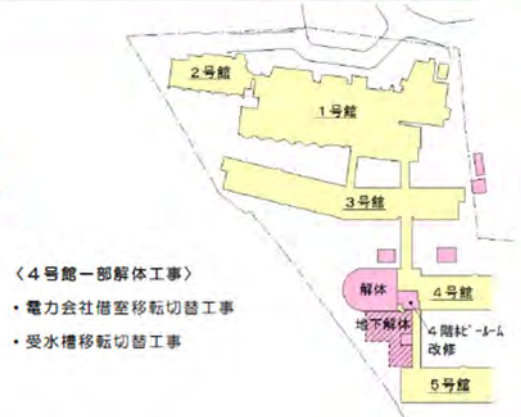 2号館
1号館
3号館
〈4号館一部解体工事〉
・電力会社借室移転切替工事
・受水槽移転切替工事
解体
4号館
地下解体
4階ﾎﾋﾞｰﾙｰﾑ
改修
5号館